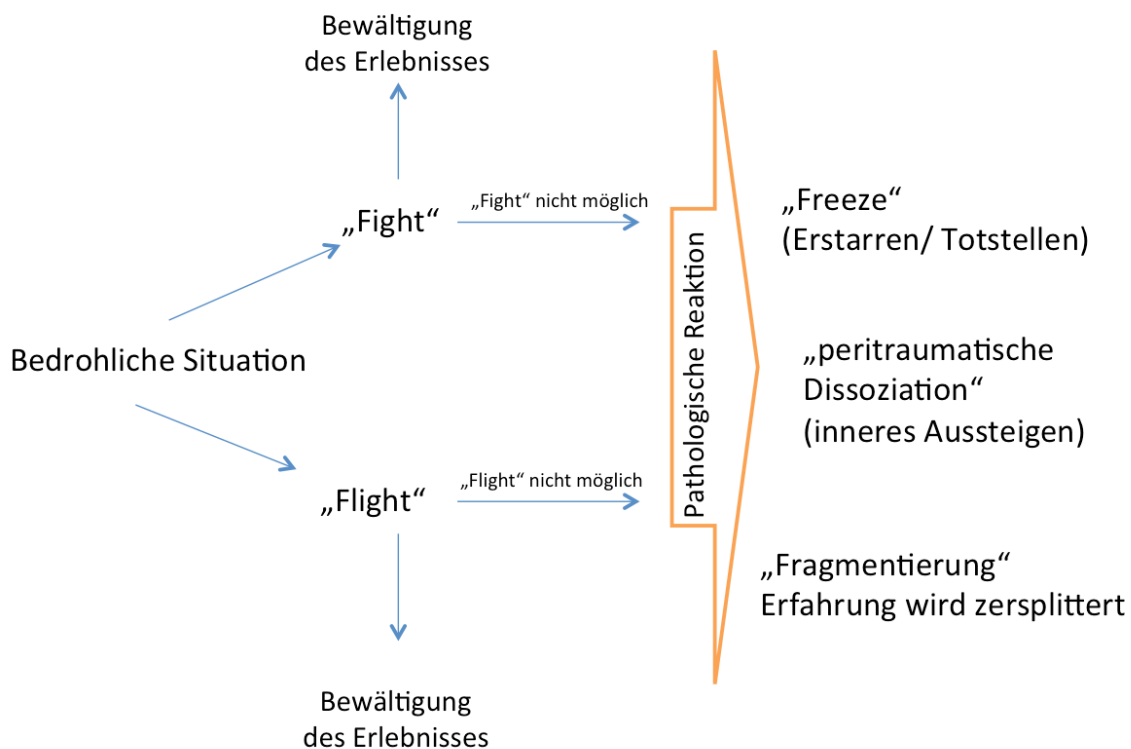 Bewältigung
des Erlebnisses
„Fight“
„Fight“ nicht möglich
Bedrohliche Situation
„Flight“
„Flight“ nicht möglich
Bewältigung
des Erlebnisses
Pathologische Reaktion
„Freeze“
(Erstarren/ Totstellen)
„peritraumatische
Dissoziation“
(inneres Aussteigen)
„Fragmentierung“
Erfahrung wird zersplittert